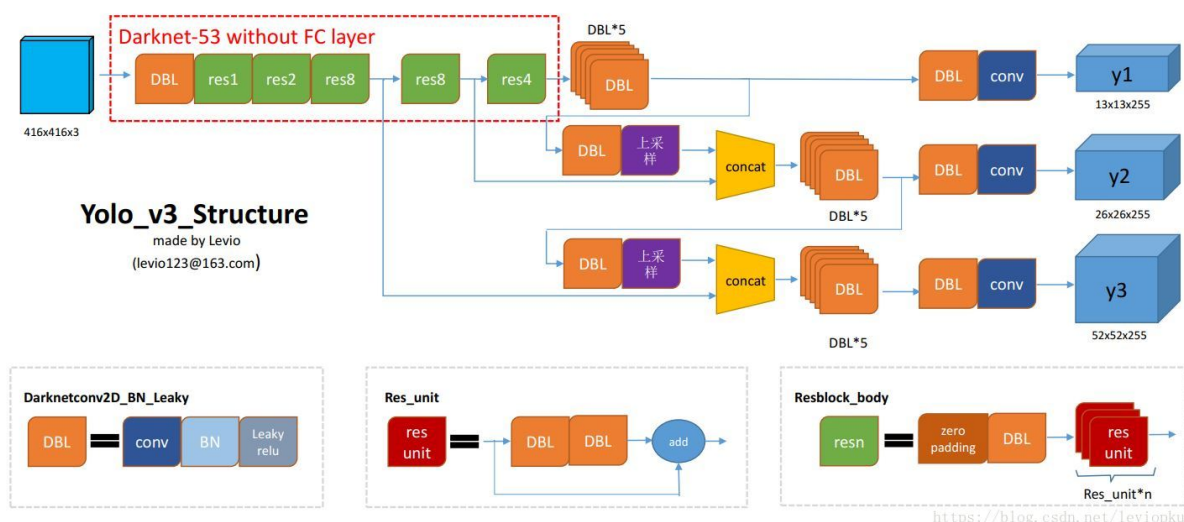 Darknet-53 without FC layer
DBL*5
DBL
res1
res2
res8
res8
res4
DBL
DBL
conv
y1
13x13x255
416x416x3
DBL
上采
样
concat
DBL
DBL
conv
y2
DBL*5
26x26x255
Yolo_v3_Structure
made by Levio
(levio123@163.com)
DBL
上采
样
concat
DBL
DBL
conv
y3
DBL*5
52x52x255
Darknetconv2D_BN_Leaky
DBL
=
conv
BN
Leaky
relu
Res_unit
res
unit
=
DBL
DBL
add
Resblock_body
resn
=
zero
padding
DBL
res
unit
Res_unit*n
https://blog.csdn.net/leviopku